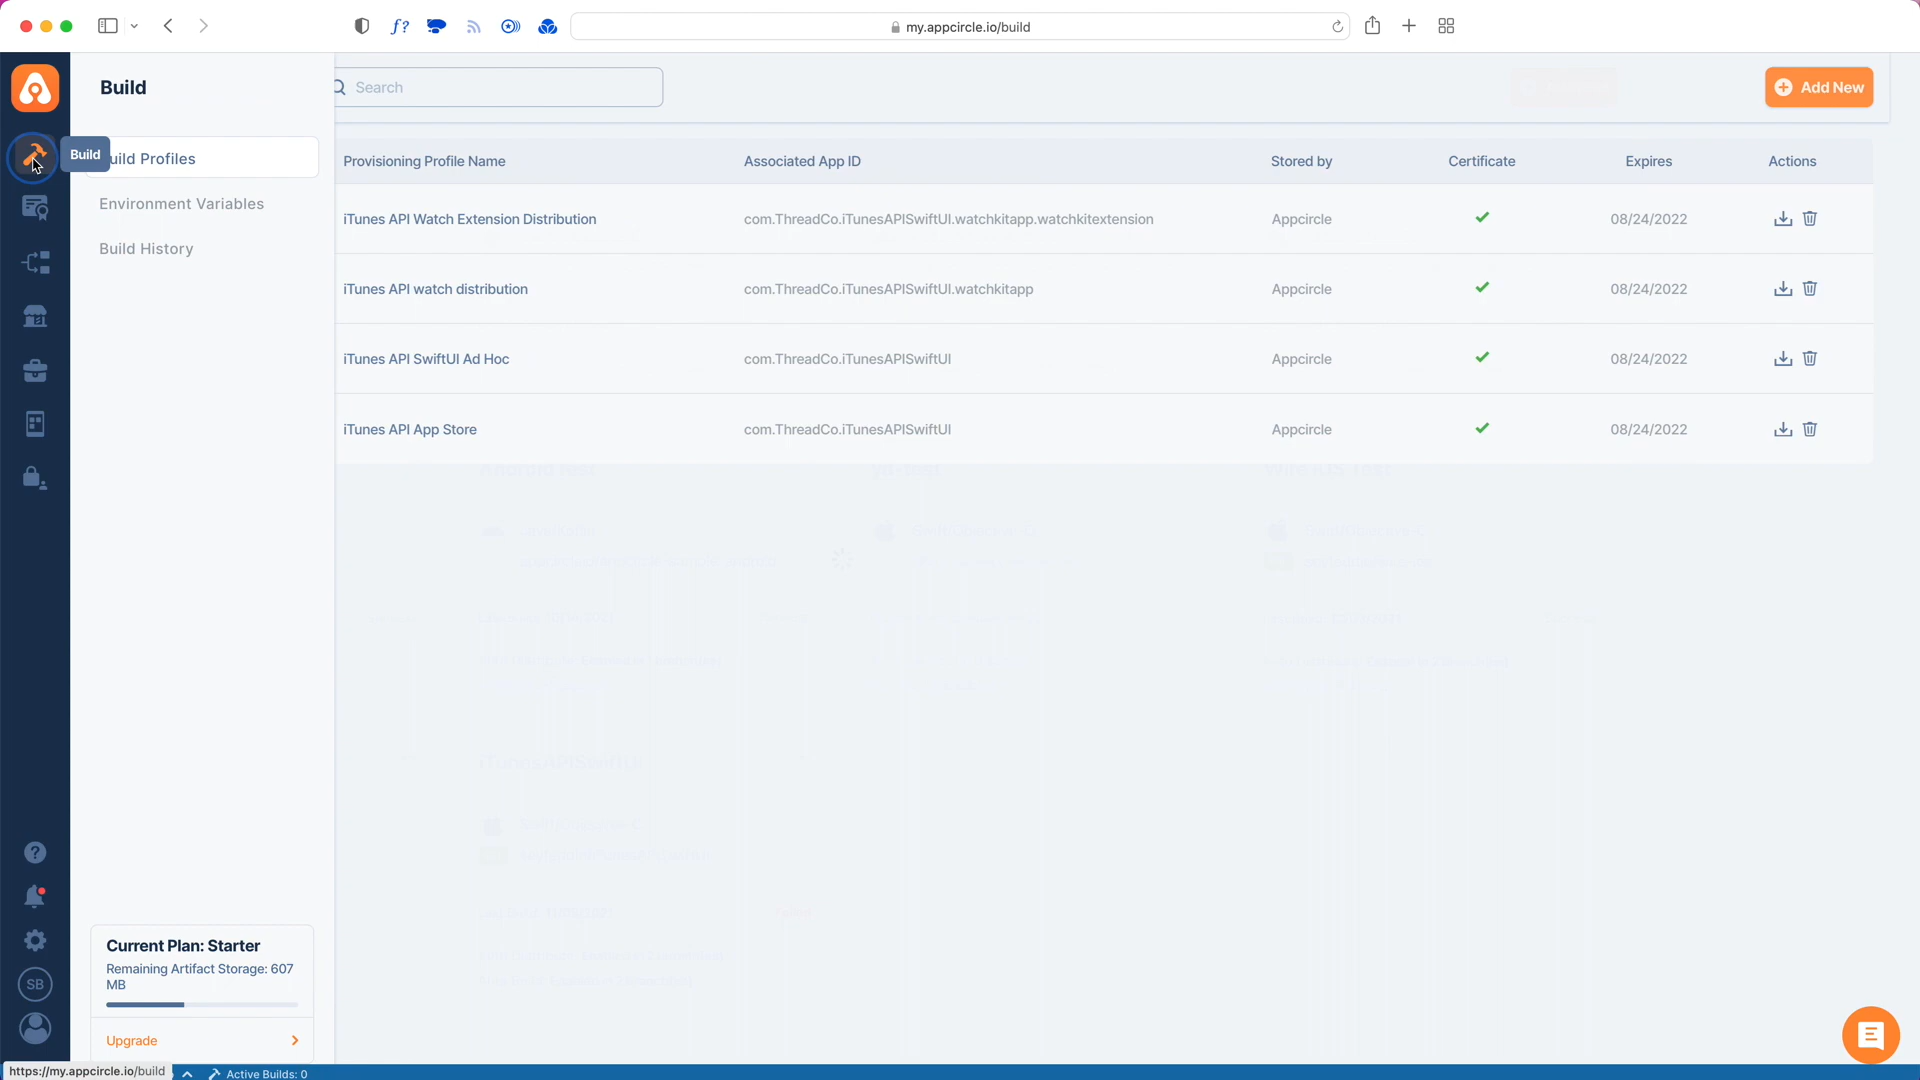 my.appcircle.io/build
Build
Search
Add New
Build
uild Profiles
Environment Variables
Build History
Provisioning Profile Name Associated App ID Stored by Certificate Expires Actions
iTunes API Watch Extension Distribution com.ThreadCo.iTunesAPISwiftUI.watchkitapp.watchkitextension Appcircle 08/24/2022
iTunes API watch distribution com.ThreadCo.iTunesAPISwiftUI.watchkitapp Appcircle 08/24/2022
iTunes API SwiftUI Ad Hoc com.ThreadCo.iTunesAPISwiftUI Appcircle 08/24/2022
iTunes API App Store com.ThreadCo.iTunesAPISwiftUI Appcircle 08/24/2022
Current Plan: Starter
Remaining Artifact Storage: 607
MB
Upgrade
SB
https://my.appcircle.io/build
Active Builds: 0